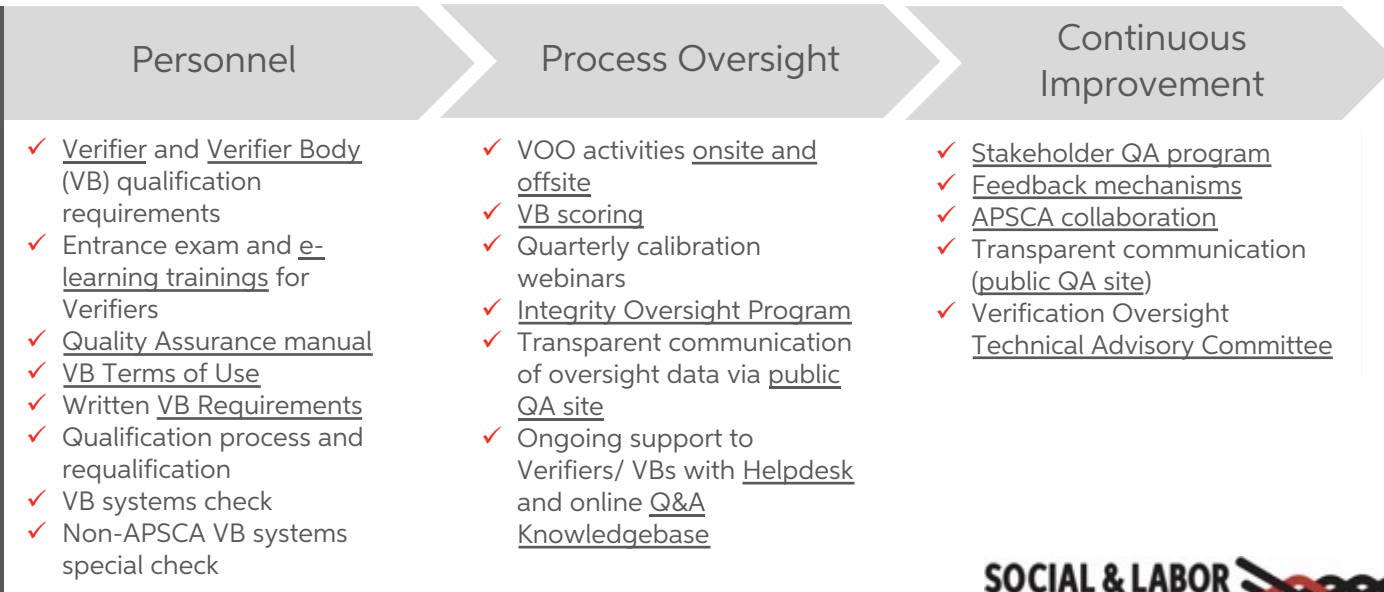 Personnel
Process Oversight
Continuous
Improvement
✓ Verifier and Verifier Body
(VB) qualification
requirements
✓ Entrance exam and e-
learning trainings for
Verifiers
✓ Quality Assurance manual
✓ VB Terms of Use
✓ Written VB Requirements
✓ Qualification process and
requalification
✓ VB systems check
✓ Non-APSCA VB systems
special check
✓ VOO activities onsite and
offsite
✓ VB scoring
✓ Quarterly calibration
webinars
✓ Integrity Oversight Program
✓ Transparent communication
of oversight data via public
QA site
✓ Ongoing support to
Verifiers/ VBs with Helpdesk
and online Q&A
Knowledgebase
✓ Stakeholder QA program
✓ Feedback mechanisms
✓ APSCA collaboration
✓ Transparent communication
(public QA site)
✓ Verification Oversight
Technical Advisory Committee
SOCIAL & LABOR